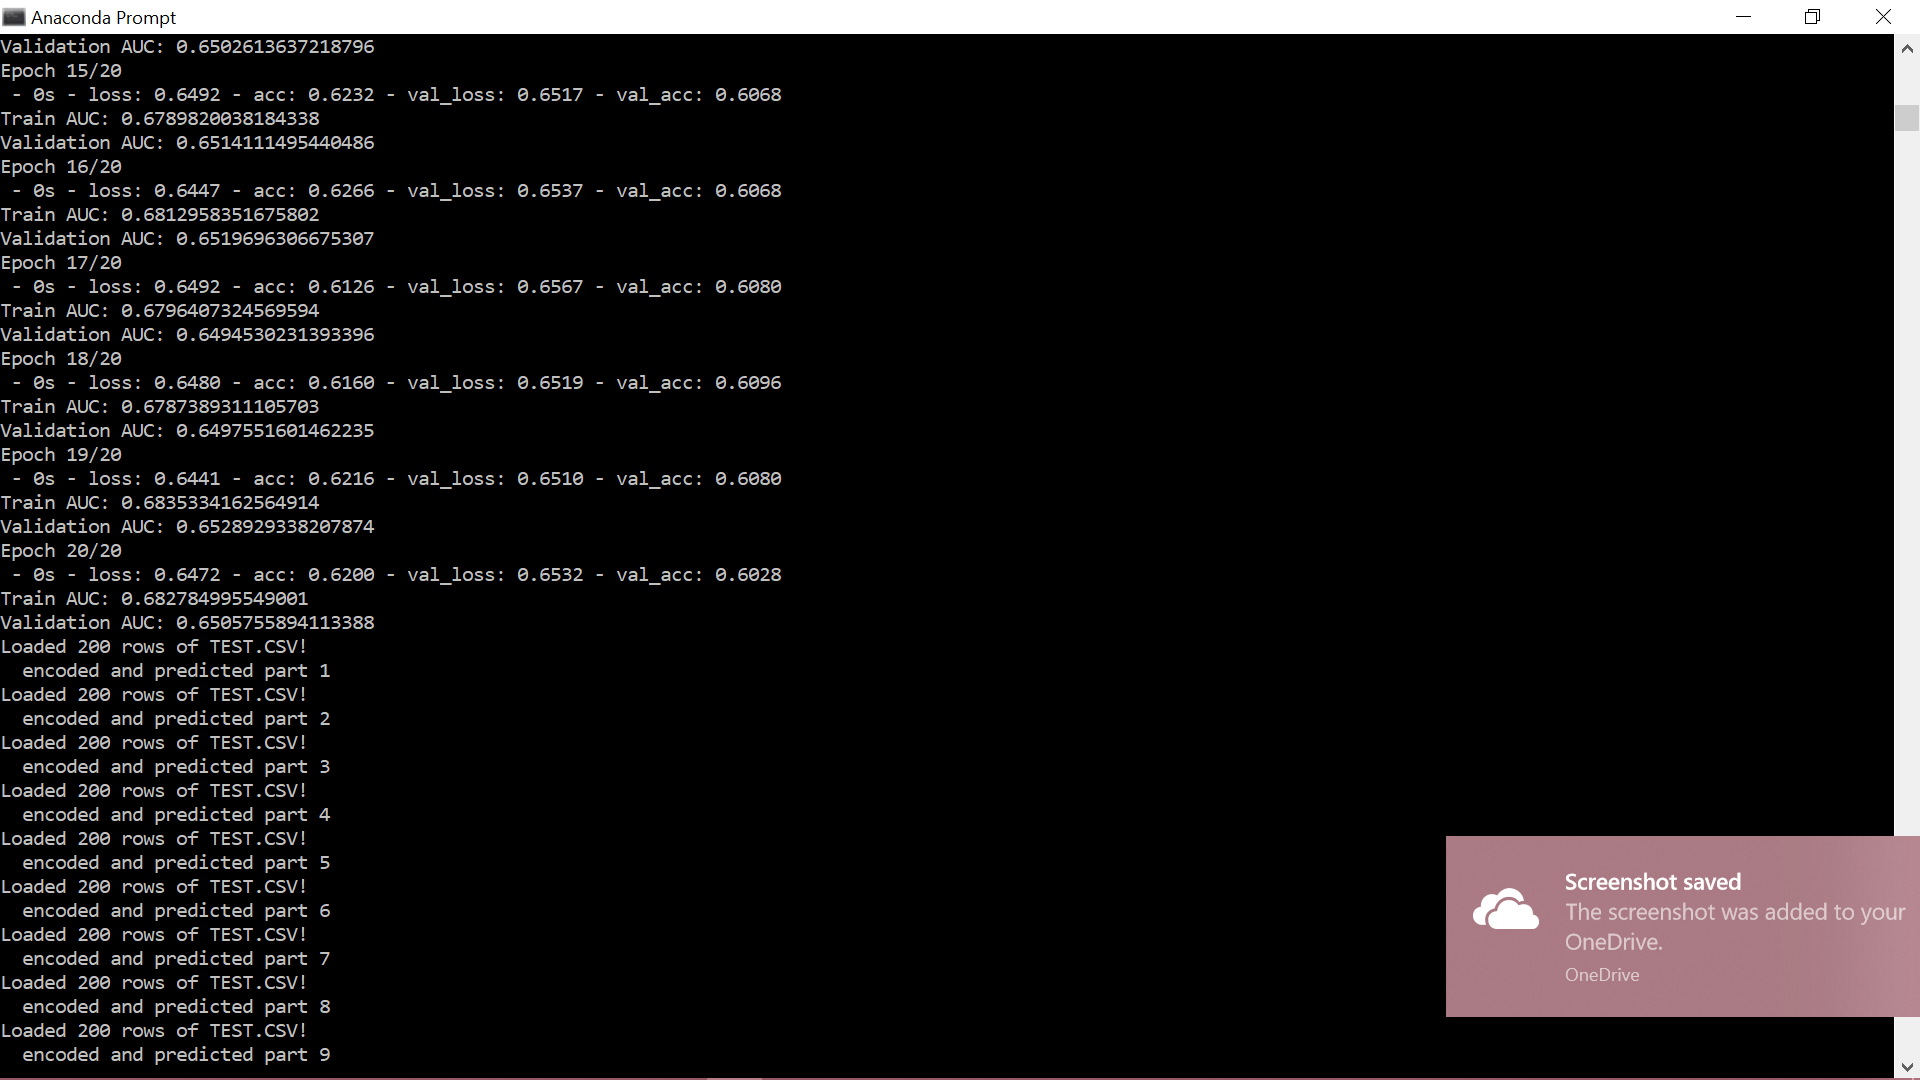 Anaconda Prompt
Validation AUC: 0.6502613637218796
Epoch 15/20
 - 0s - loss: 0.6492 - acc: 0.6232 - val_loss: 0.6517 - val_acc: 0.6068
Train AUC: 0.6789820038184338
Validation AUC: 0.6514111495440486
Epoch 16/20
 - 0s - loss: 0.6447 - acc: 0.6266 - val_loss: 0.6537 - val_acc: 0.6068
Train AUC: 0.6812958351675802
Validation AUC: 0.6519696306675307
Epoch 17/20
 - 0s - loss: 0.6492 - acc: 0.6126 - val_loss: 0.6567 - val_acc: 0.6080
Train AUC: 0.6796407324569594
Validation AUC: 0.6494530231393396
Epoch 18/20
 - 0s - loss: 0.6480 - acc: 0.6160 - val_loss: 0.6519 - val_acc: 0.6096
Train AUC: 0.6787389311105703
Validation AUC: 0.6497551601462235
Epoch 19/20
 - 0s - loss: 0.6441 - acc: 0.6216 - val_loss: 0.6510 - val_acc: 0.6080
Train AUC: 0.6835334162564914
Validation AUC: 0.6528929338207874
Epoch 20/20
 - 0s - loss: 0.6472 - acc: 0.6200 - val_loss: 0.6532 - val_acc: 0.6028
Train AUC: 0.682784995549001
Validation AUC: 0.6505755894113388
Loaded 200 rows of TEST.CSV!
  encoded and predicted part 1
Loaded 200 rows of TEST.CSV!
  encoded and predicted part 2
Loaded 200 rows of TEST.CSV!
  encoded and predicted part 3
Loaded 200 rows of TEST.CSV!
  encoded and predicted part 4
Loaded 200 rows of TEST.CSV!
  encoded and predicted part 5
Loaded 200 rows of TEST.CSV!
  encoded and predicted part 6
Loaded 200 rows of TEST.CSV!
  encoded and predicted part 7
Loaded 200 rows of TEST.CSV!
  encoded and predicted part 8
Loaded 200 rows of TEST.CSV!
  encoded and predicted part 9
Screenshot saved
The screenshot was added to your
OneDrive.
OneDrive